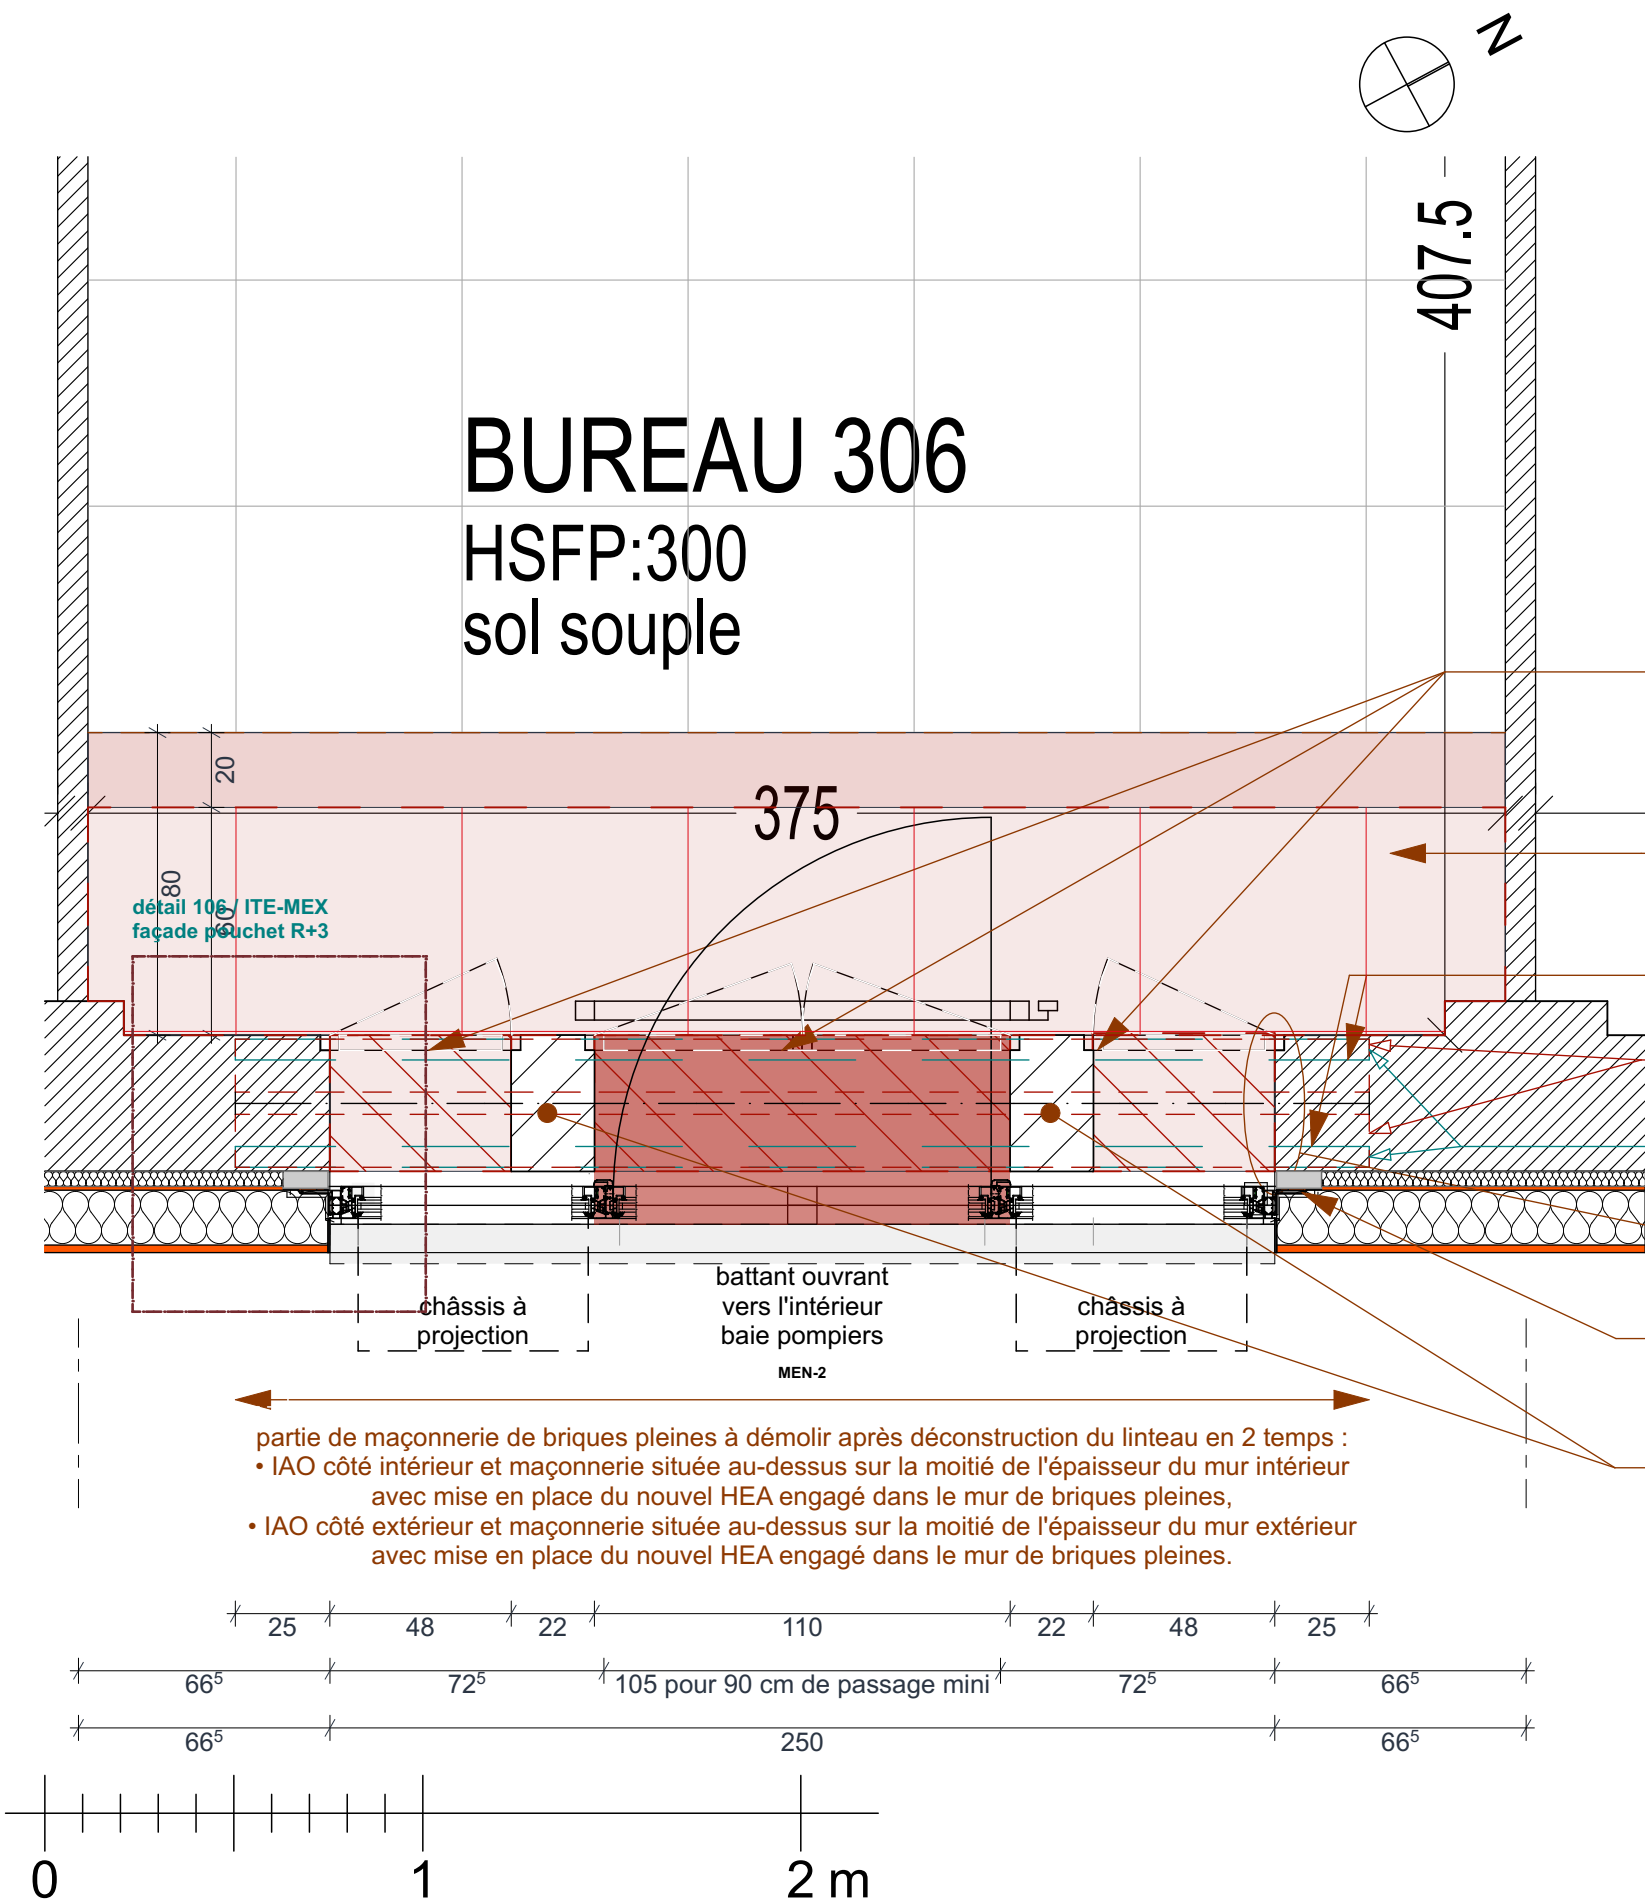 N
407.5
BUREAU 306
HSFP:300
sol souple
20
375
80
60
détail 106 / ITE-MEX
façade pouchet R+3
châssis à
projection
battant ouvrant
vers l'intérieur
baie pompiers
MEN-2
châssis à
projection
partie de maçonnerie de briques pleines à démolir après déconstruction du linteau en 2 temps :
• IAO côté intérieur et maçonnerie située au-dessus sur la moitié de l'épaisseur du mur intérieur
avec mise en place du nouvel HEA engagé dans le mur de briques pleines,
• IAO côté extérieur et maçonnerie située au-dessus sur la moitié de l'épaisseur du mur extérieur
avec mise en place du nouvel HEA engagé dans le mur de briques pleines.
25 48 22 110 22 48 25
66⁵ 72⁵ 105 pour 90 cm de passage mini 72⁵ 66⁵
66⁵ 250 66⁵
0 1 2 m